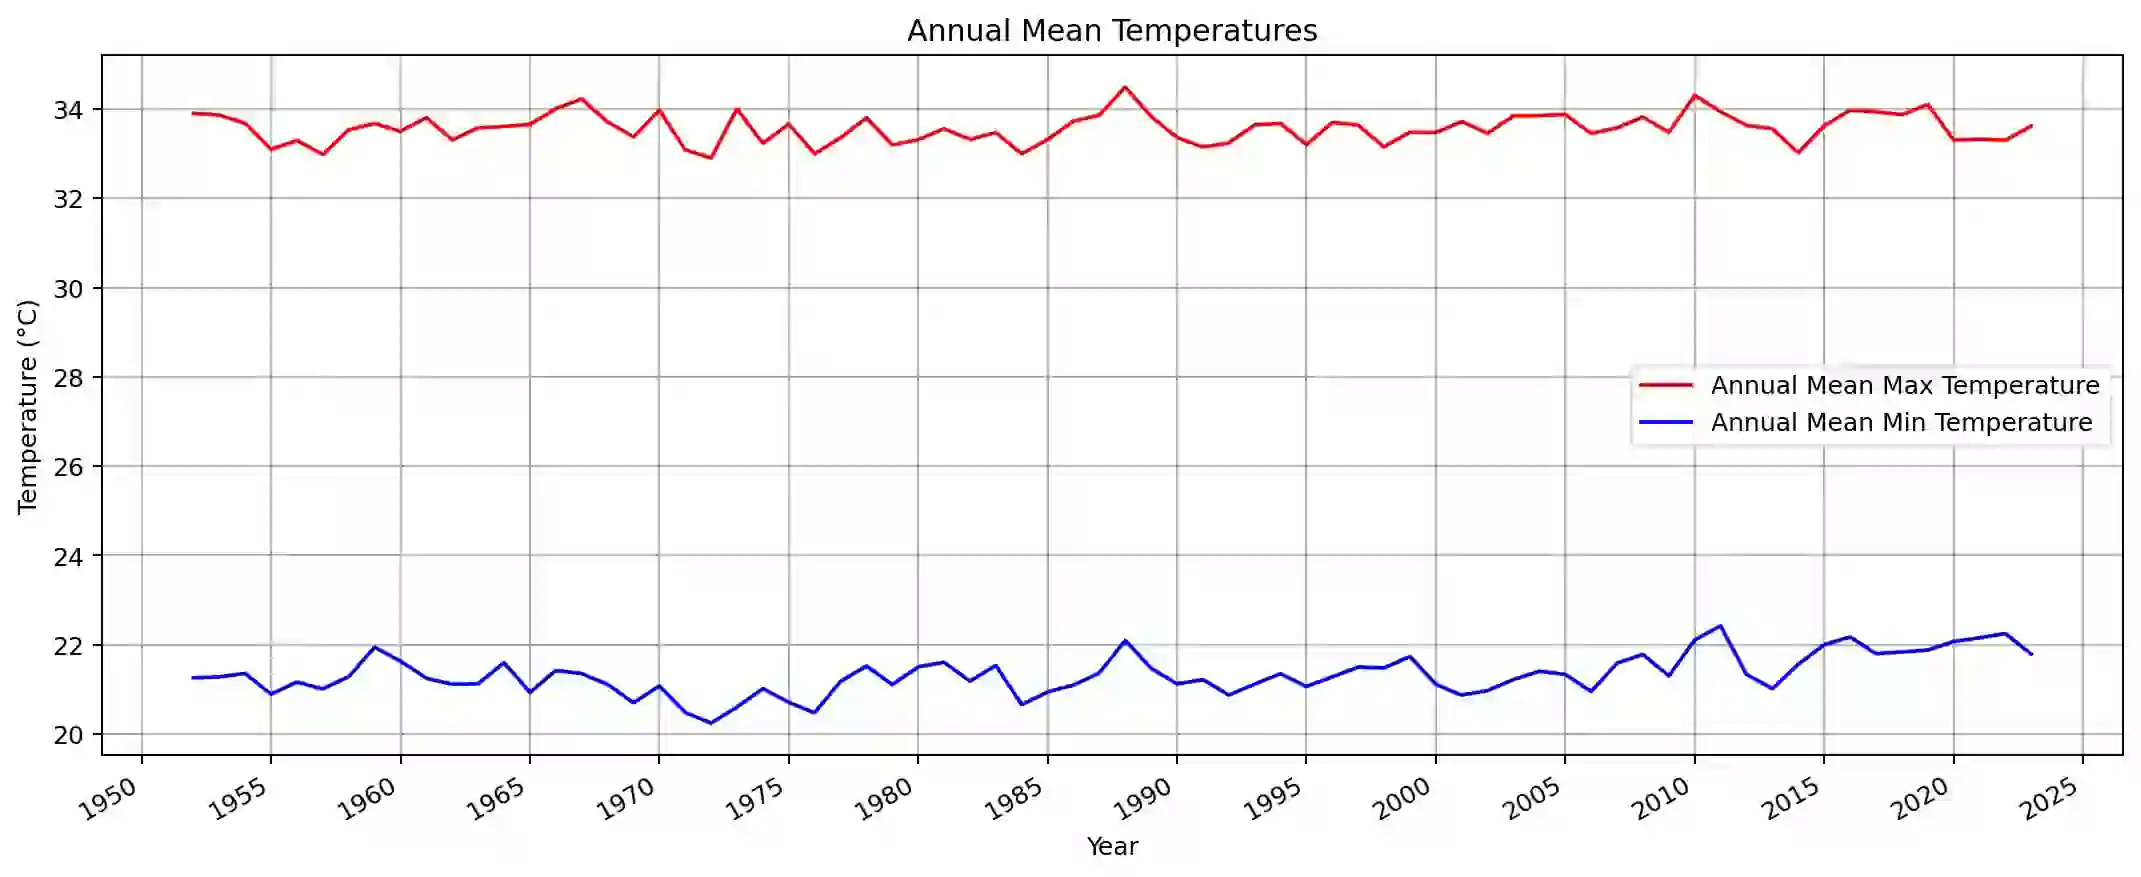 Annual Mean Temperatures
Temperature (°C)
34
32
30
28
26
24
22
20
Annual Mean Max Temperature
Annual Mean Min Temperature
1950 1955 1960 1965 1970 1975 1980 1985 1990 1995 2000 2005 2010 2015 2020 2025
Year